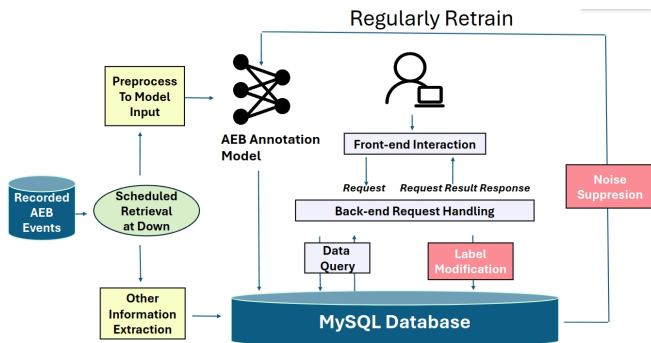 Regularly Retrain
Preprocess
To Model
Input
AEB Annotation
Model
Front-end Interaction
Request
Request Result Response
Recorded
AEB
Events
Scheduled
Retrieval
at Down
Back-end Request Handling
Noise
Suppresion
Data
Query
Label
Modification
Other
Information
Extraction
MySQL Database